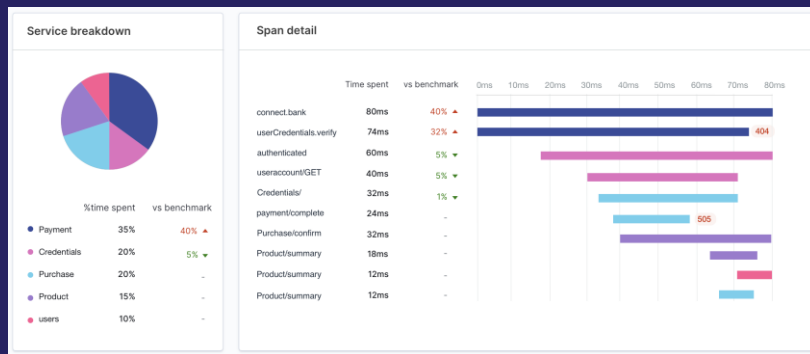 Service breakdown
%time spent vs benchmark
Payment 35% 40% ▲
Credentials 20% 5% ▼
Purchase 20% -
Product 15% -
users 10% -
Span detail
Time spent vs benchmark 0ms 10ms 20ms 30ms 40ms 50ms 60ms 70ms 80ms
connect.bank 80ms 40% ▲
userCredentials.verify 74ms 32% ▲ 404
authenticated 60ms 5% ▼
useraccount/GET 40ms 5% ▼
Credentials/ 32ms 1% ▼
payment/complete 24ms - 505
Purchase/confirm 32ms -
Product/summary 18ms -
Product/summary 12ms -
Product/summary 12ms -